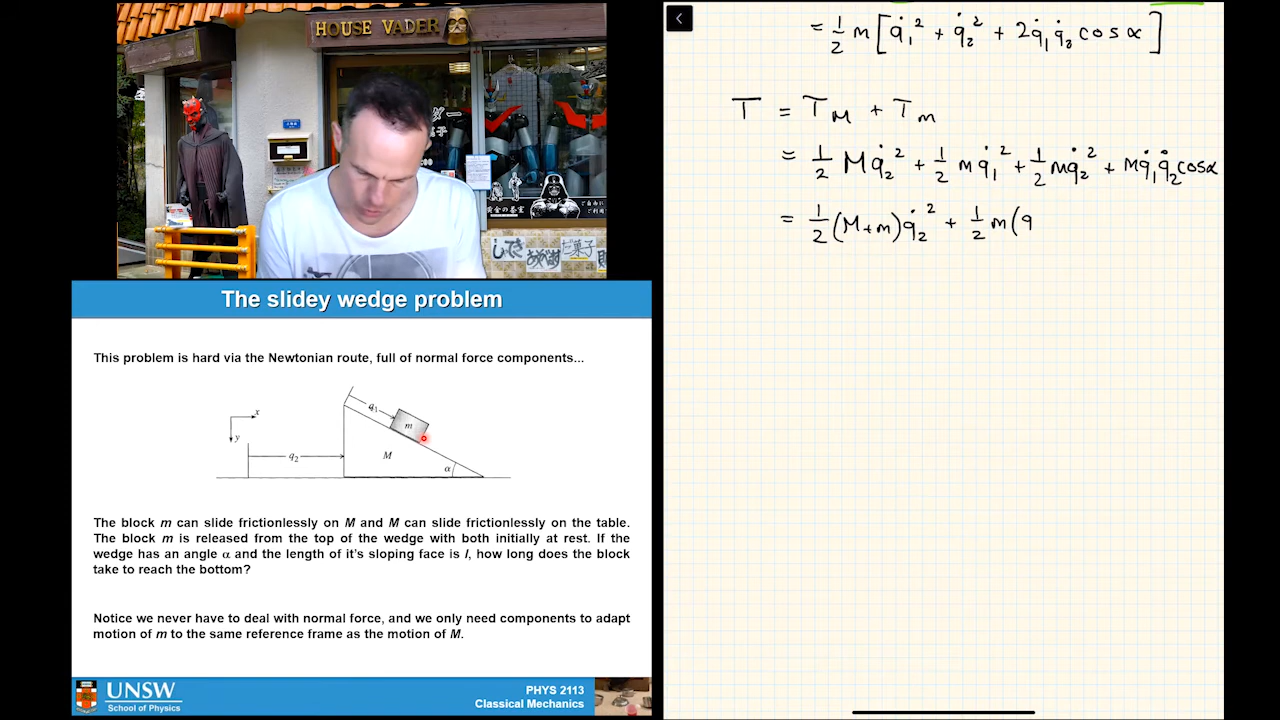 HOUSE VADER
The slidey wedge problem
This problem is hard via the Newtonian route, full of normal force components...
x
y
q₁
m
q₂
M
α
The block m can slide frictionlessly on M and M can slide frictionlessly on the table.
The block m is released from the top of the wedge with both initially at rest. If the
wedge has an angle α and the length of it's sloping face is l, how long does the block
take to reach the bottom?
Notice we never have to deal with normal force, and we only need components to adapt
motion of m to the same reference frame as the motion of M.
UNSW
School of Physics
PHYS 2113
Classical Mechanics
= 1/2 m [q̇₁² + q̇₂² + 2q̇₁q̇₂ cos α]
T = T_M + T_m
= 1/2 Mq̇₂² + 1/2 mq̇₁² + 1/2 mq̇₂² + mq̇₁q̇₂cosα
= 1/2 (M+m)q̇₂² + 1/2 m(q